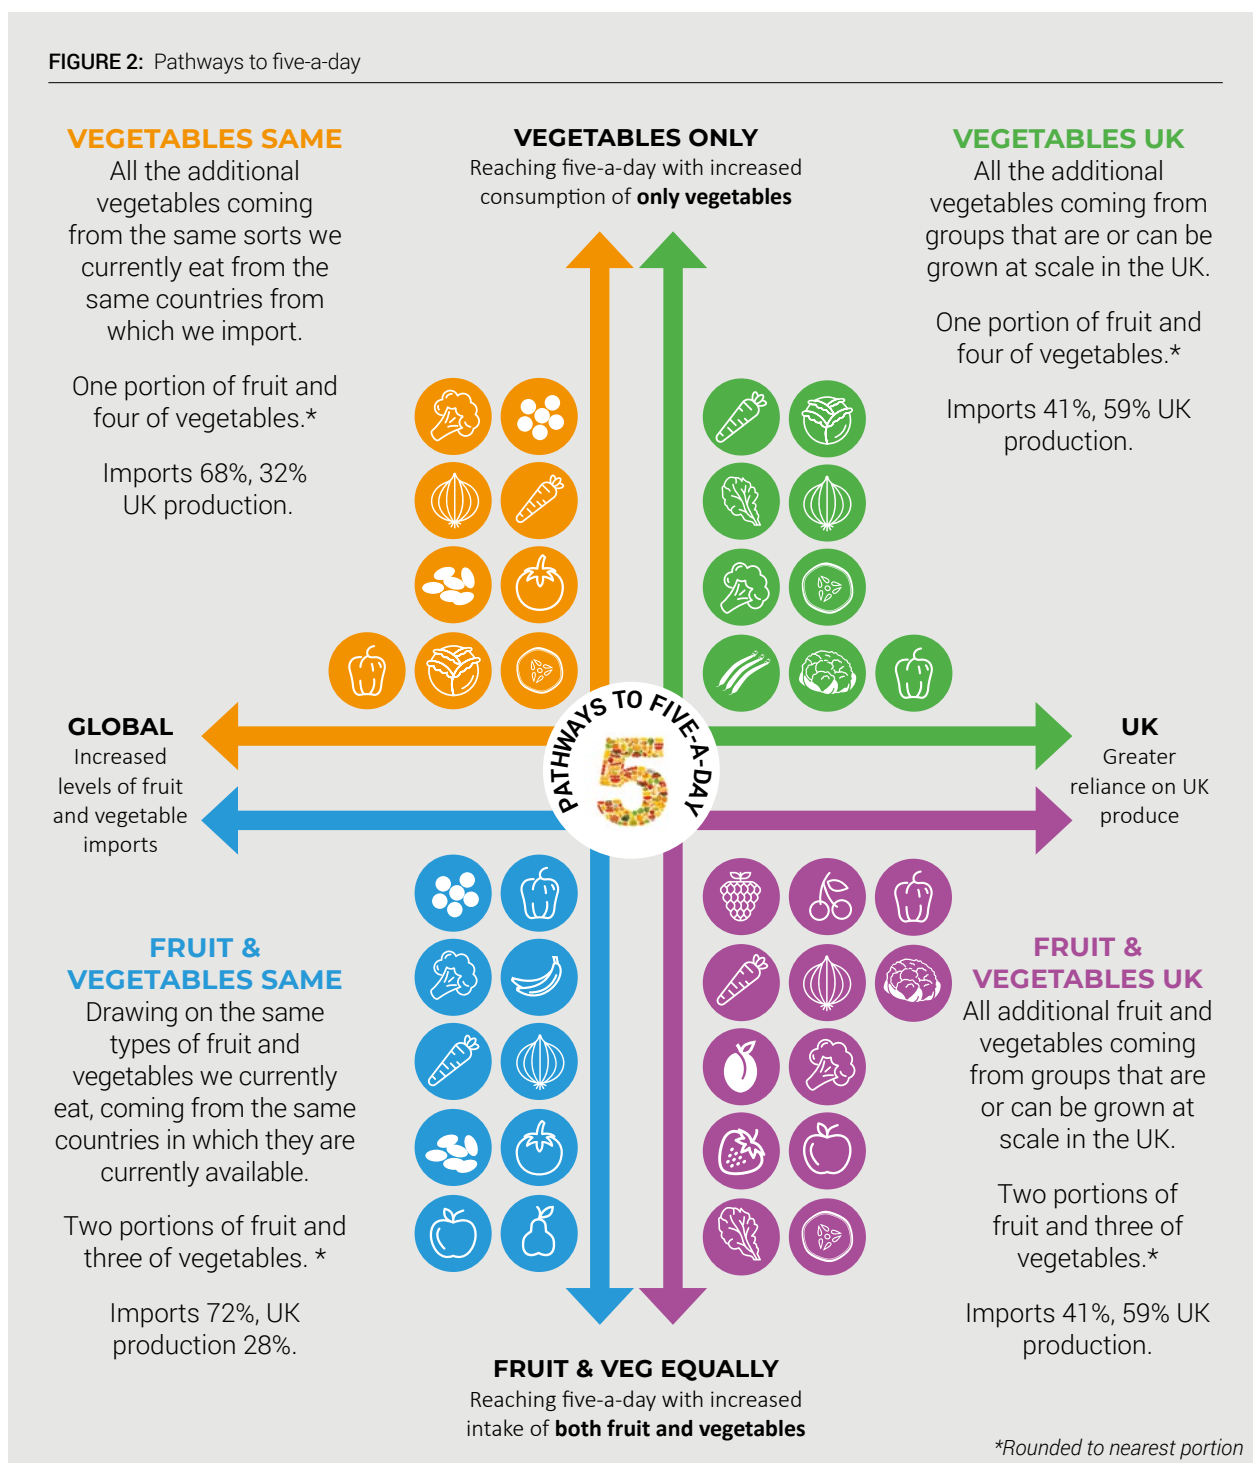 FIGURE 2: Pathways to five-a-day
VEGETABLES SAME
All the additional
vegetables coming
from the same sorts we
currently eat from the
same countries from
which we import.
One portion of fruit and
four of vegetables.*
Imports 68%, 32%
UK production.
VEGETABLES ONLY
Reaching five-a-day with increased
consumption of only vegetables
VEGETABLES UK
All the additional
vegetables coming from
groups that are or can be
grown at scale in the UK.
One portion of fruit and
four of vegetables.*
Imports 41%, 59% UK
production.
GLOBAL
Increased
levels of fruit
and vegetable
imports
PATHWAYS TO FIVE-A-DAY
5
UK
Greater
reliance on UK
produce
FRUIT &
VEGETABLES SAME
Drawing on the same
types of fruit and
vegetables we currently
eat, coming from the same
countries in which they are
currently available.
Two portions of fruit and
three of vegetables. *
Imports 72%, UK
production 28%.
FRUIT &
VEGETABLES UK
All additional fruit and
vegetables coming
from groups that are
or can be grown at
scale in the UK.
Two portions of
fruit and three of
vegetables.*
Imports 41%, 59% UK
production.
FRUIT & VEG EQUALLY
Reaching five-a-day with increased
intake of both fruit and vegetables
*Rounded to nearest portion